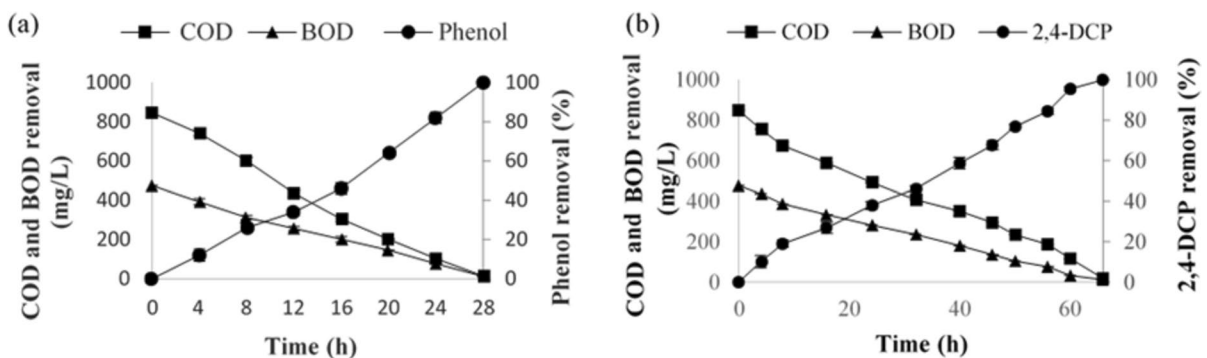 (a)
COD BOD Phenol
COD and BOD removal
mg/L
1000
800
600
400
200
0
0 4 8 12 16 20 24 28
Time (h)
100
80
60
40
20
0
Phenol removal (%)
(b)
COD BOD 2,4-DCP
COD and BOD removal
(mg/L)
1000
800
600
400
200
0
0 20 40 60
Time (h)
100
80
60
40
20
0
2,4-DCP removal (%)